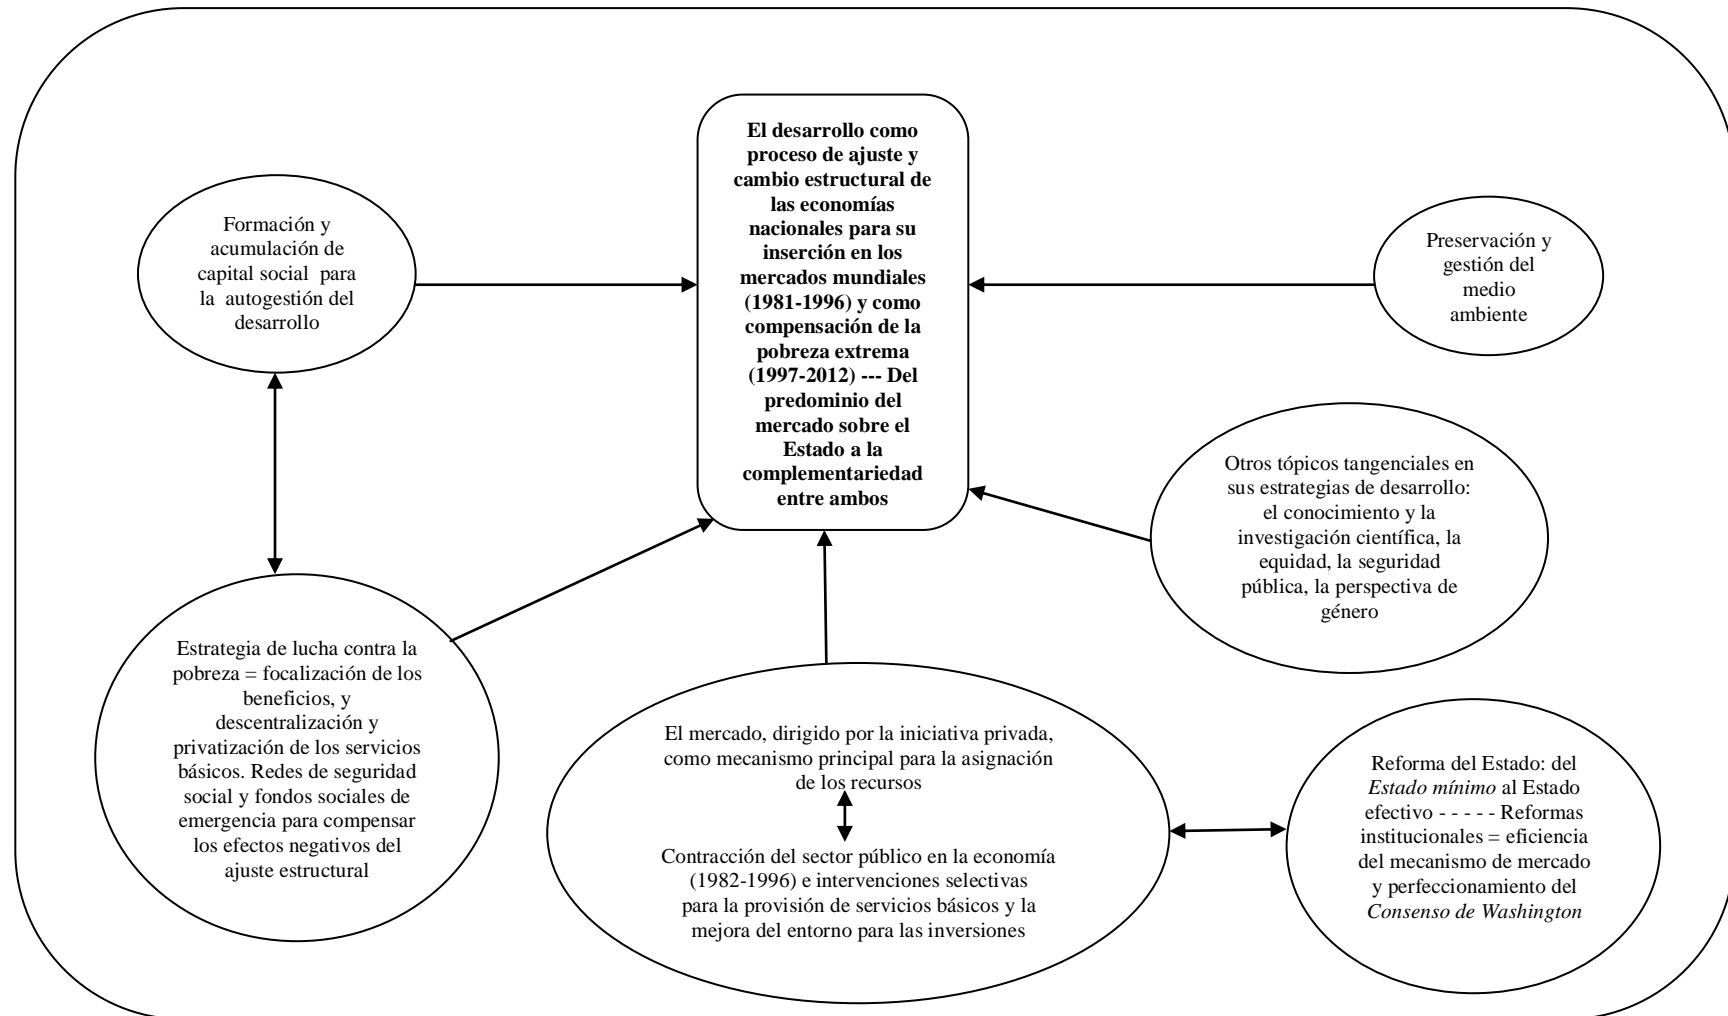 El desarrollo como
proceso de ajuste y
cambio estructural de
las economías
nacionales para su
inserción en los
mercados mundiales
(1981-1996) y como
compensación de la
pobreza extrema
(1997-2012) --- Del
predominio del
mercado sobre el
Estado a la
complementariedad
entre ambos
Formación y
acumulación de
capital social para
la autogestión del
desarrollo
Preservación y
gestión del
medio
ambiente
Otros tópicos tangenciales en
sus estrategias de desarrollo:
el conocimiento y la
investigación científica, la
equidad, la seguridad
pública, la perspectiva de
género
Estrategia de lucha contra la
pobreza = focalización de los
beneficios, y
descentralización y
privatización de los servicios
básicos. Redes de seguridad
social y fondos sociales de
emergencia para compensar
los efectos negativos del
ajuste estructural
El mercado, dirigido por la iniciativa privada,
como mecanismo principal para la asignación
de los recursos
Contracción del sector público en la economía
(1982-1996) e intervenciones selectivas
para la provisión de servicios básicos y la
mejora del entorno para las inversiones
Reforma del Estado: del
Estado mínimo al Estado
efectivo - - - - - Reformas
institucionales = eficiencia
del mecanismo de mercado
y perfeccionamiento del
Consenso de Washington